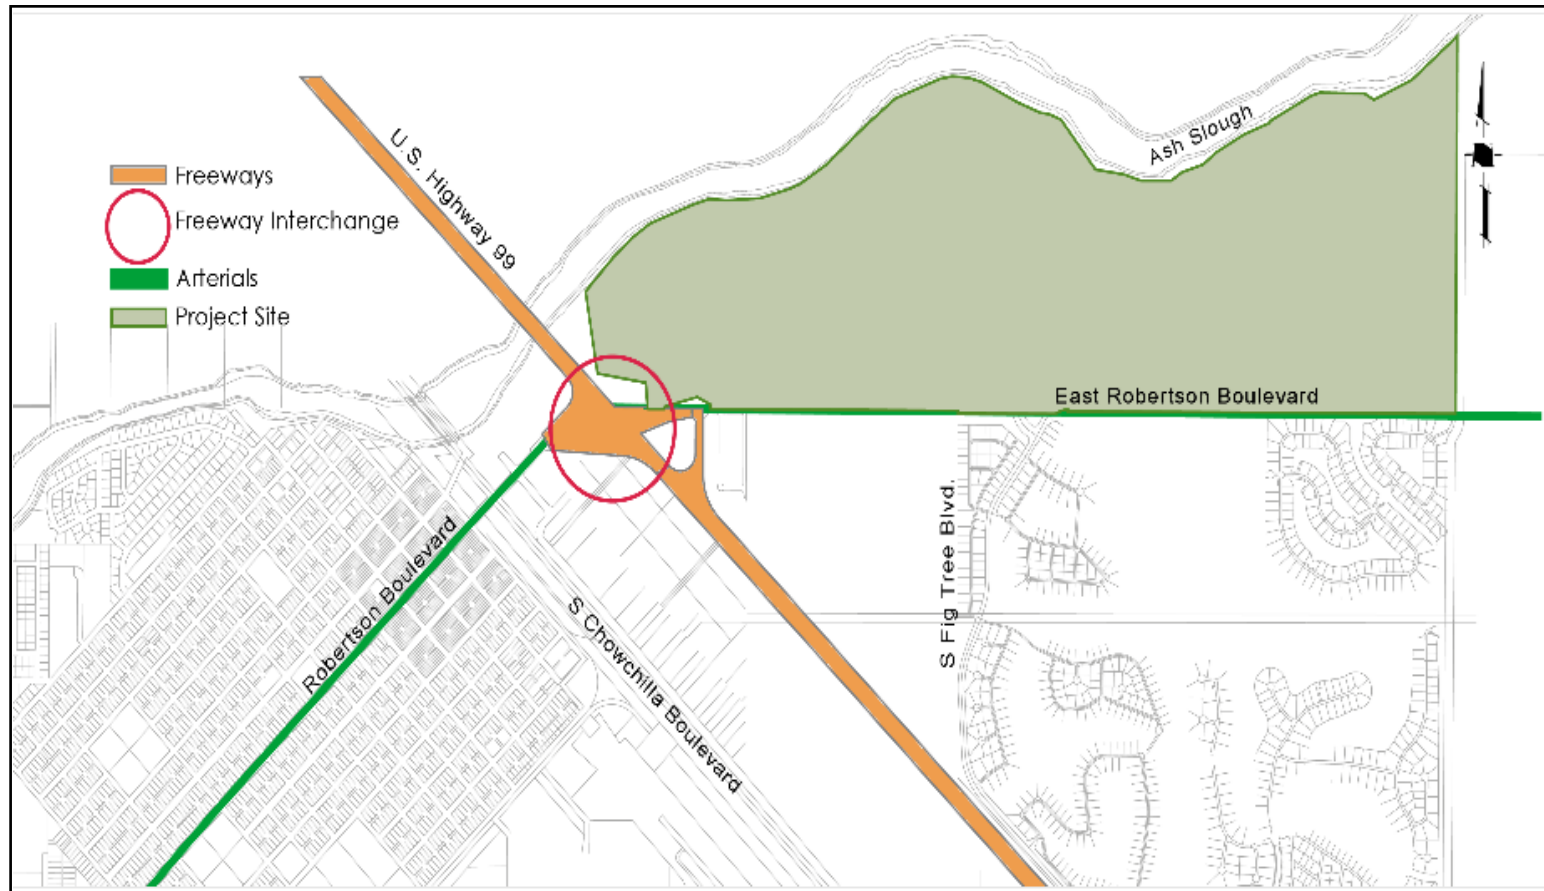 U.S. Highway 99
Ash Slough
Freeways
Freeway Interchange
Arterials
Project Site
East Robertson Boulevard
Robertson Boulevard
S Chowchilla Boulevard
S Fig Tree Blvd.